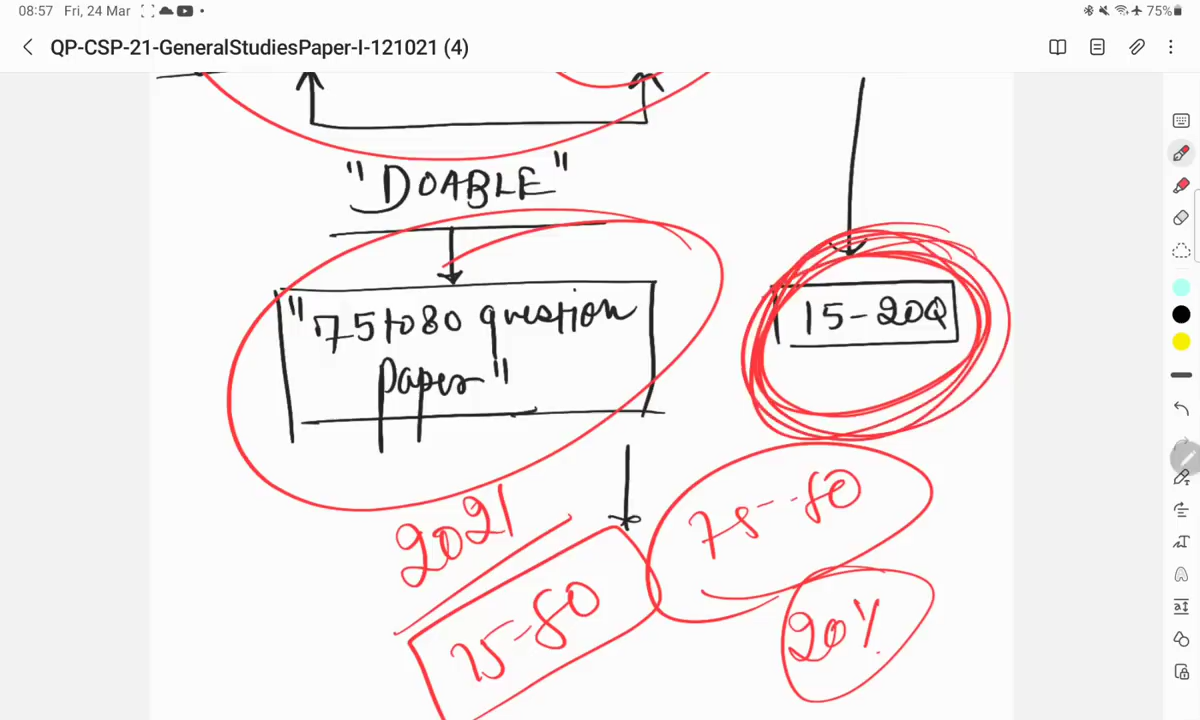 08:57 Fri, 24 Mar
75%
QP-CSP-21-GeneralStudiesPaper-I-121021 (4)
"DOABLE"
"75 to 80 question
paper"
15-20Q
2021
75--80
75-80
20%